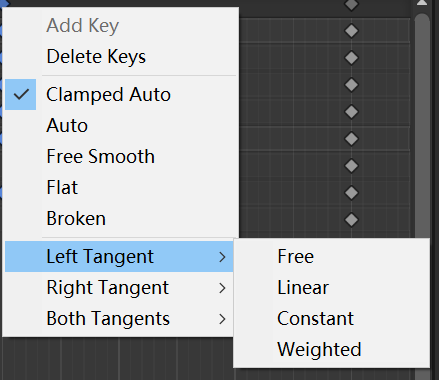 Add Key
Delete Keys
Clamped Auto
Auto
Free Smooth
Flat
Broken
Left Tangent
Right Tangent
Both Tangents
Free
Linear
Constant
Weighted